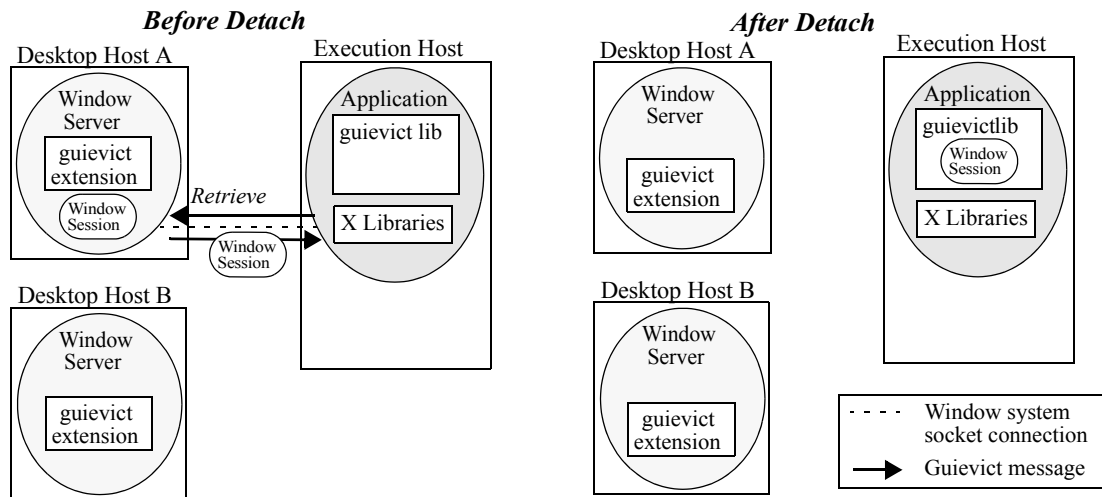 Before Detach
Desktop Host A
Execution Host
Window
Server
guievict
extension
Window
Session
Retrieve
Window
Session
Application
guievict lib
X Libraries
Desktop Host B
Window
Server
guievict
extension
After Detach
Desktop Host A
Execution Host
Window
Server
guievict
extension
Application
guievictlib
Window
Session
X Libraries
Desktop Host B
Window
Server
guievict
extension
Window system
socket connection
Guievict message